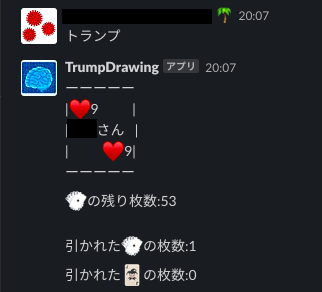 20:07
トランプ
TrumpDrawing アプリ 20:07
ーーーーー
|❤️9 |
| さん |
| ❤️9|
ーーーーー
の残り枚数:53
引かれた の枚数:1
引かれた の枚数:0